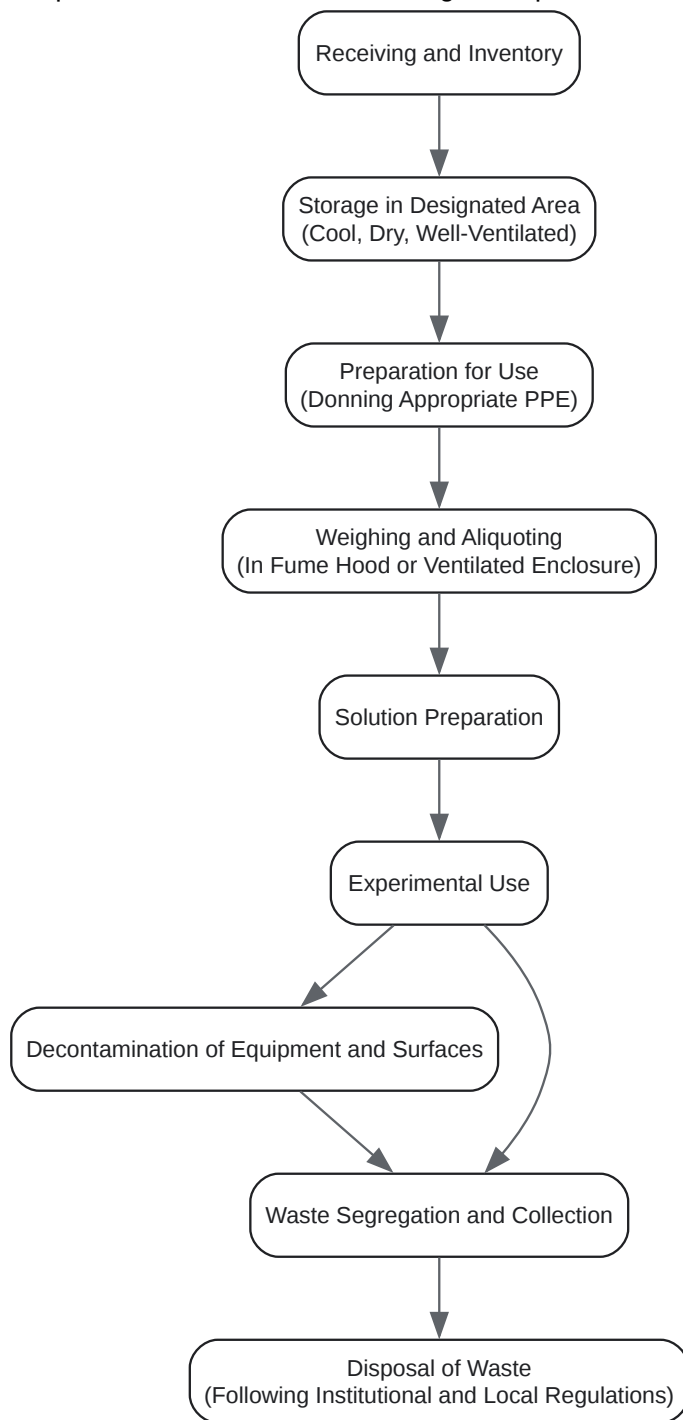 Receiving and Inventory
Storage in Designated Area
(Cool, Dry, Well-Ventilated)
Preparation for Use
(Donning Appropriate PPE)
Weighing and Aliquoting
(In Fume Hood or Ventilated Enclosure)
Solution Preparation
Experimental Use
Decontamination of Equipment and Surfaces
Waste Segregation and Collection
Disposal of Waste
(Following Institutional and Local Regulations)